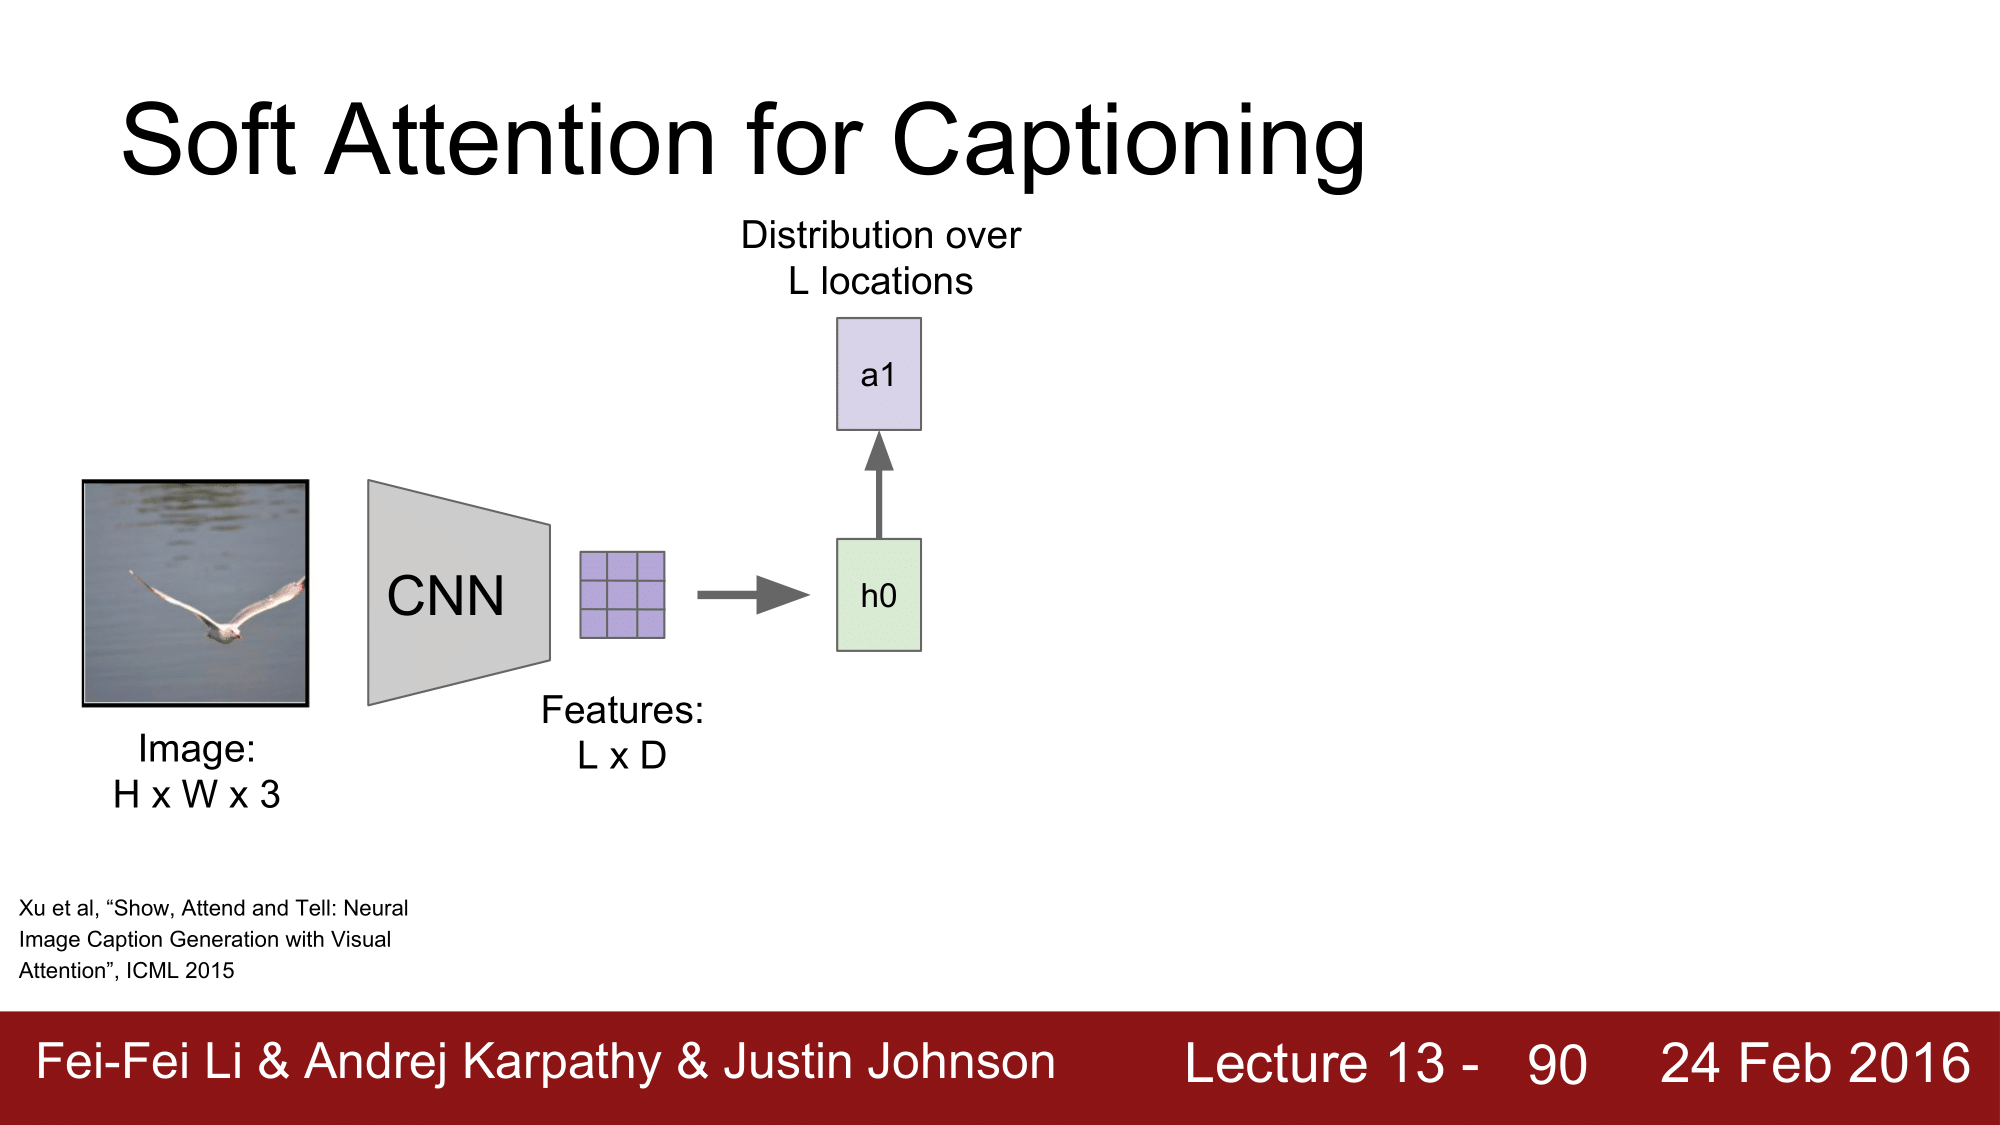 Soft Attention for Captioning
Distribution over
L locations
a1
CNN
h0
Features:
L x D
Image:
H x W x 3
Xu et al, “Show, Attend and Tell: Neural
Image Caption Generation with Visual
Attention”, ICML 2015
Fei-Fei Li & Andrej Karpathy & Justin Johnson
Lecture 13 - 90
24 Feb 2016